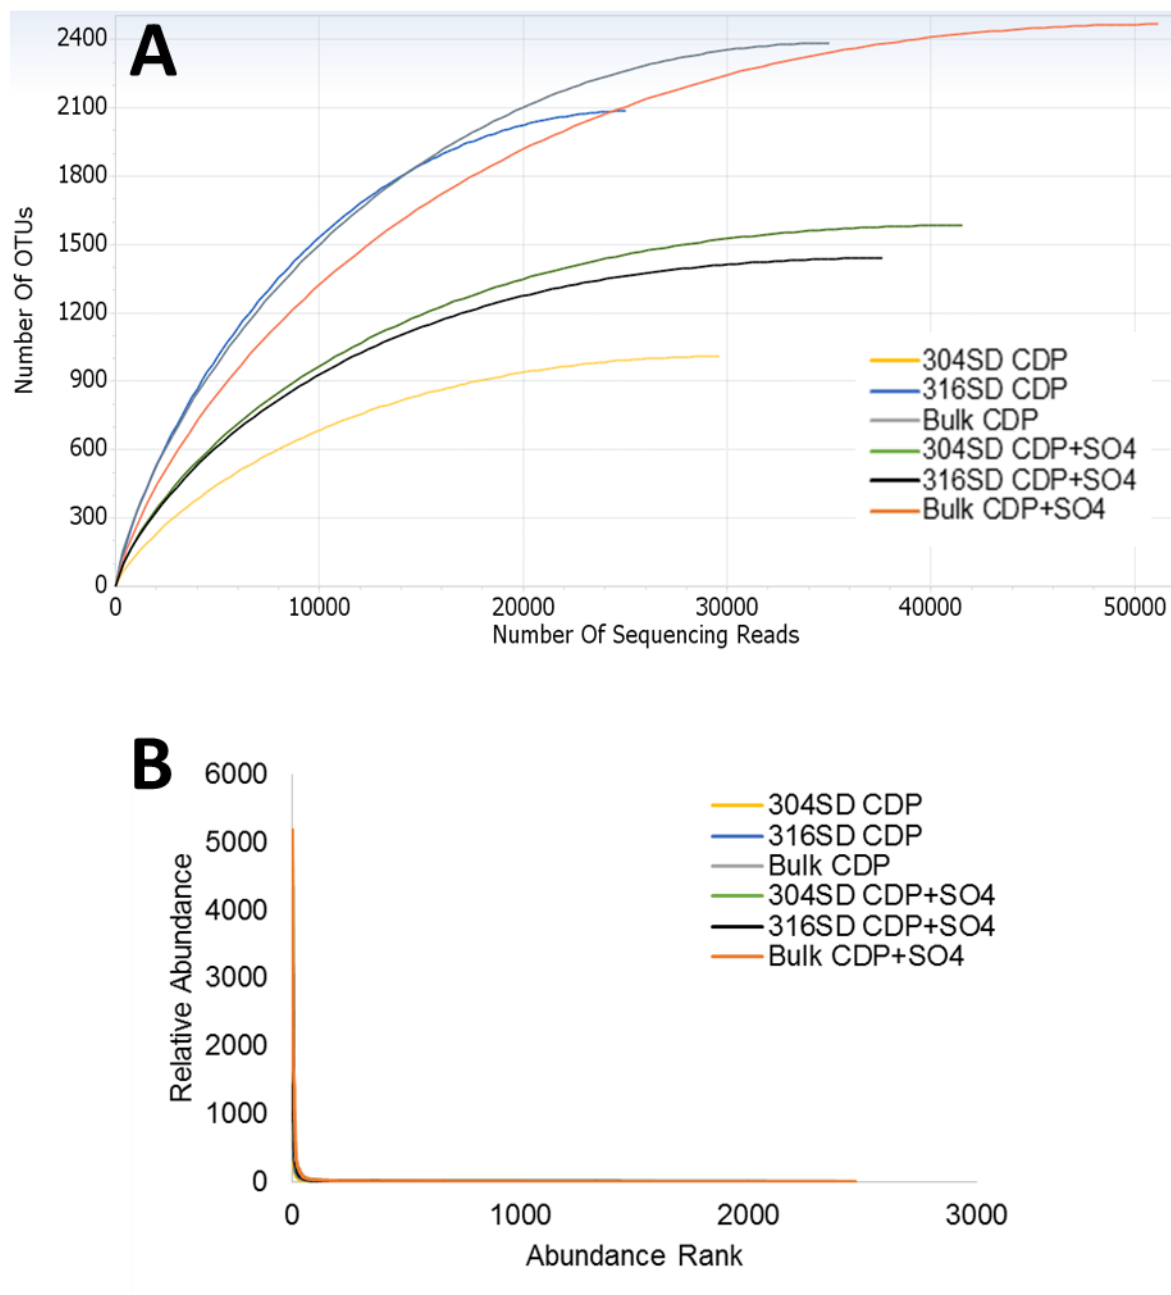 A
2400
2100
1800
1500
1200
900
600
300
0
Number Of OTUs
0 10000 20000 30000 40000 50000
Number Of Sequencing Reads
304SD CDP
316SD CDP
Bulk CDP
304SD CDP+SO4
316SD CDP+SO4
Bulk CDP+SO4
B
6000
5000
4000
3000
2000
1000
0
Relative Abundance
0 1000 2000 3000
Abundance Rank
304SD CDP
316SD CDP
Bulk CDP
304SD CDP+SO4
316SD CDP+SO4
Bulk CDP+SO4